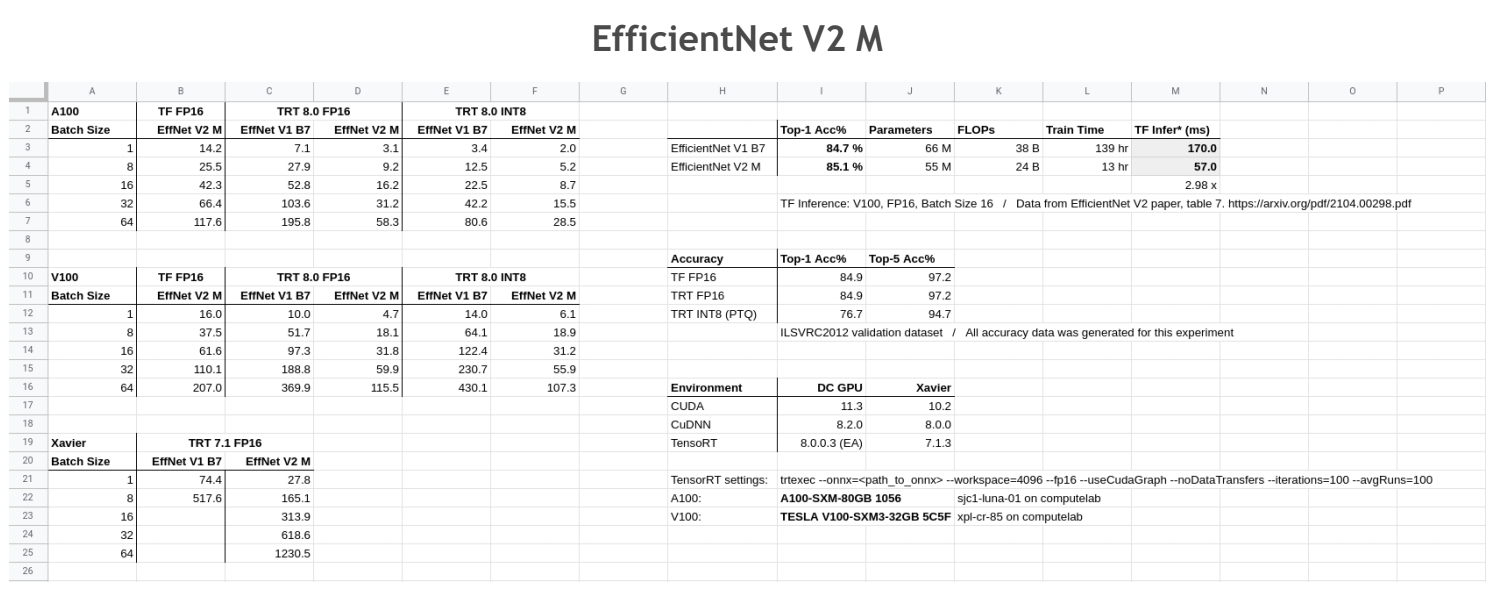 EfficientNet V2 M
A B C D E F G H I J K L M N O P
1 A100 TF FP16 TRT 8.0 FP16 TRT 8.0 INT8
2 Batch Size EffNet V2 M EffNet V1 B7 EffNet V2 M EffNet V1 B7 EffNet V2 M Top-1 Acc% Parameters FLOPs Train Time TF Infer* (ms)
3 1 14.2 7.1 3.1 3.4 2.0 EfficientNet V1 B7 84.7 % 66 M 38 B 139 hr 170.0
4 8 25.5 27.9 9.2 12.5 5.2 EfficientNet V2 M 85.1 % 55 M 24 B 13 hr 57.0
5 16 42.3 52.8 16.2 22.5 8.7 2.98 x
6 32 66.4 103.6 31.2 42.2 15.5 TF Inference: V100, FP16, Batch Size 16 / Data from EfficientNet V2 paper, table 7. https://arxiv.org/pdf/2104.00298.pdf
7 64 117.6 195.8 58.3 80.6 28.5
8
9 Accuracy Top-1 Acc% Top-5 Acc%
10 V100 TF FP16 TRT 8.0 FP16 TRT 8.0 INT8 TF FP16 84.9 97.2
11 Batch Size EffNet V2 M EffNet V1 B7 EffNet V2 M EffNet V1 B7 EffNet V2 M TRT FP16 84.9 97.2
12 1 16.0 10.0 4.7 14.0 6.1 TRT INT8 (PTQ) 76.7 94.7
13 8 37.5 51.7 18.1 64.1 18.9 ILSVRC2012 validation dataset / All accuracy data was generated for this experiment
14 16 61.6 97.3 31.8 122.4 31.2
15 32 110.1 188.8 59.9 230.7 55.9
16 64 207.0 369.9 115.5 430.1 107.3 Environment DC GPU Xavier
17 CUDA 11.3 10.2
18 CuDNN 8.2.0 8.0.0
19 Xavier TRT 7.1 FP16 TensoRT 8.0.0.3 (EA) 7.1.3
20 Batch Size EffNet V1 B7 EffNet V2 M
21 1 74.4 27.8 TensorRT settings: trtexec --onnx=<path_to_onnx> --workspace=4096 --fp16 --useCudaGraph --noDataTransfers --iterations=100 --avgRuns=100
22 8 517.6 165.1 A100: A100-SXM-80GB 1056 sjc1-luna-01 on computelab
23 16 313.9 V100: TESLA V100-SXM3-32GB 5C5F xpl-cr-85 on computelab
24 32 618.6
25 64 1230.5
26